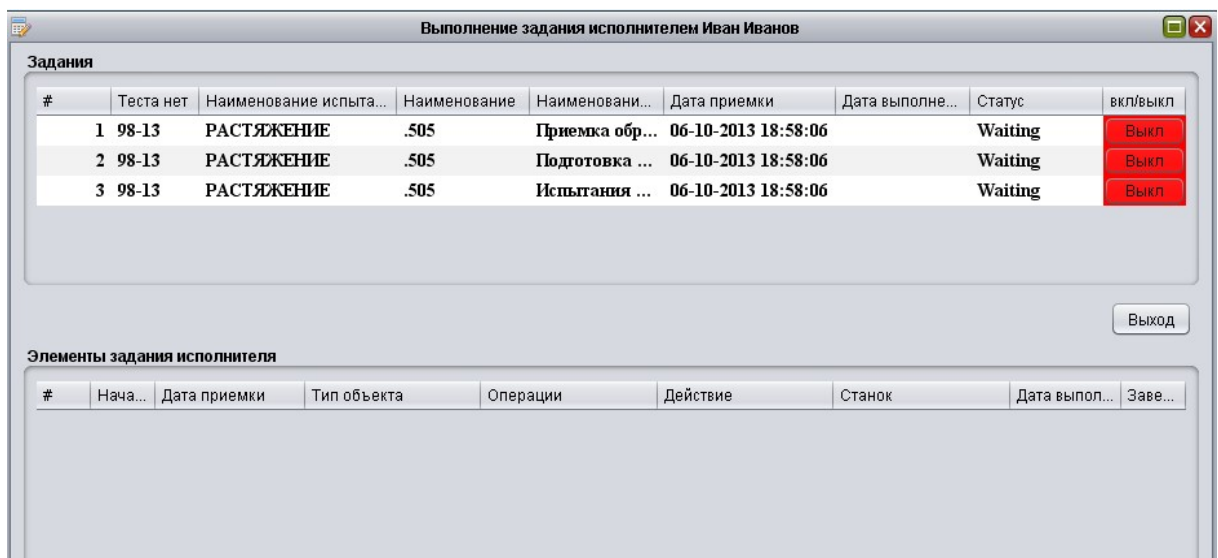 Выполнение задания исполнителем Иван Иванов
Задания
# Теста нет Наименование испыта... Наименование Наименовани... Дата приемки Дата выполне... Статус вкл/выкл
1 98-13 РАСТЯЖЕНИЕ .505 Приемка обр... 06-10-2013 18:58:06 Waiting Выкл
2 98-13 РАСТЯЖЕНИЕ .505 Подготовка ... 06-10-2013 18:58:06 Waiting Выкл
3 98-13 РАСТЯЖЕНИЕ .505 Испытания ... 06-10-2013 18:58:06 Waiting Выкл
Выход
Элементы задания исполнителя
# Нача... Дата приемки Тип объекта Операции Действие Станок Дата выпол... Заве...